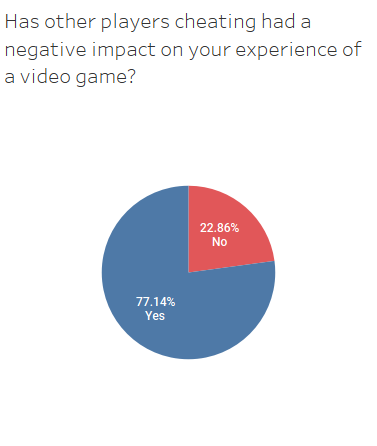 Has other players cheating had a
negative impact on your experience of
a video game?
22.86%
No
77.14%
Yes